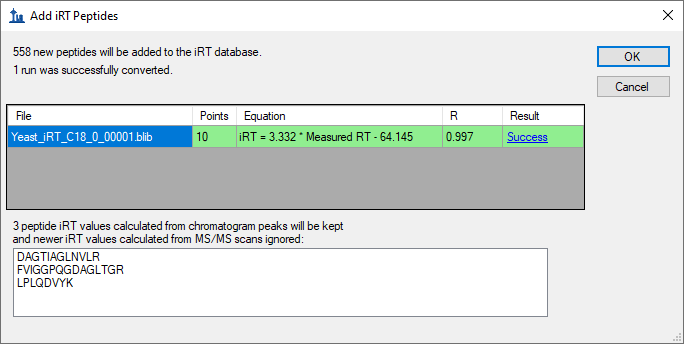 Add iRT Peptides
558 new peptides will be added to the iRT database.
1 run was successfully converted.
OK
Cancel
File Points Equation R Result
Yeast_iRT_C18_0_00001.blib 10 iRT = 3.332 * Measured RT - 64.145 0.997 Success
3 peptide iRT values calculated from chromatogram peaks will be kept
and newer iRT values calculated from MS/MS scans ignored:
DAGTIAGLNVLR
FVIGGPQGDAGLTGR
LPLQDVYK